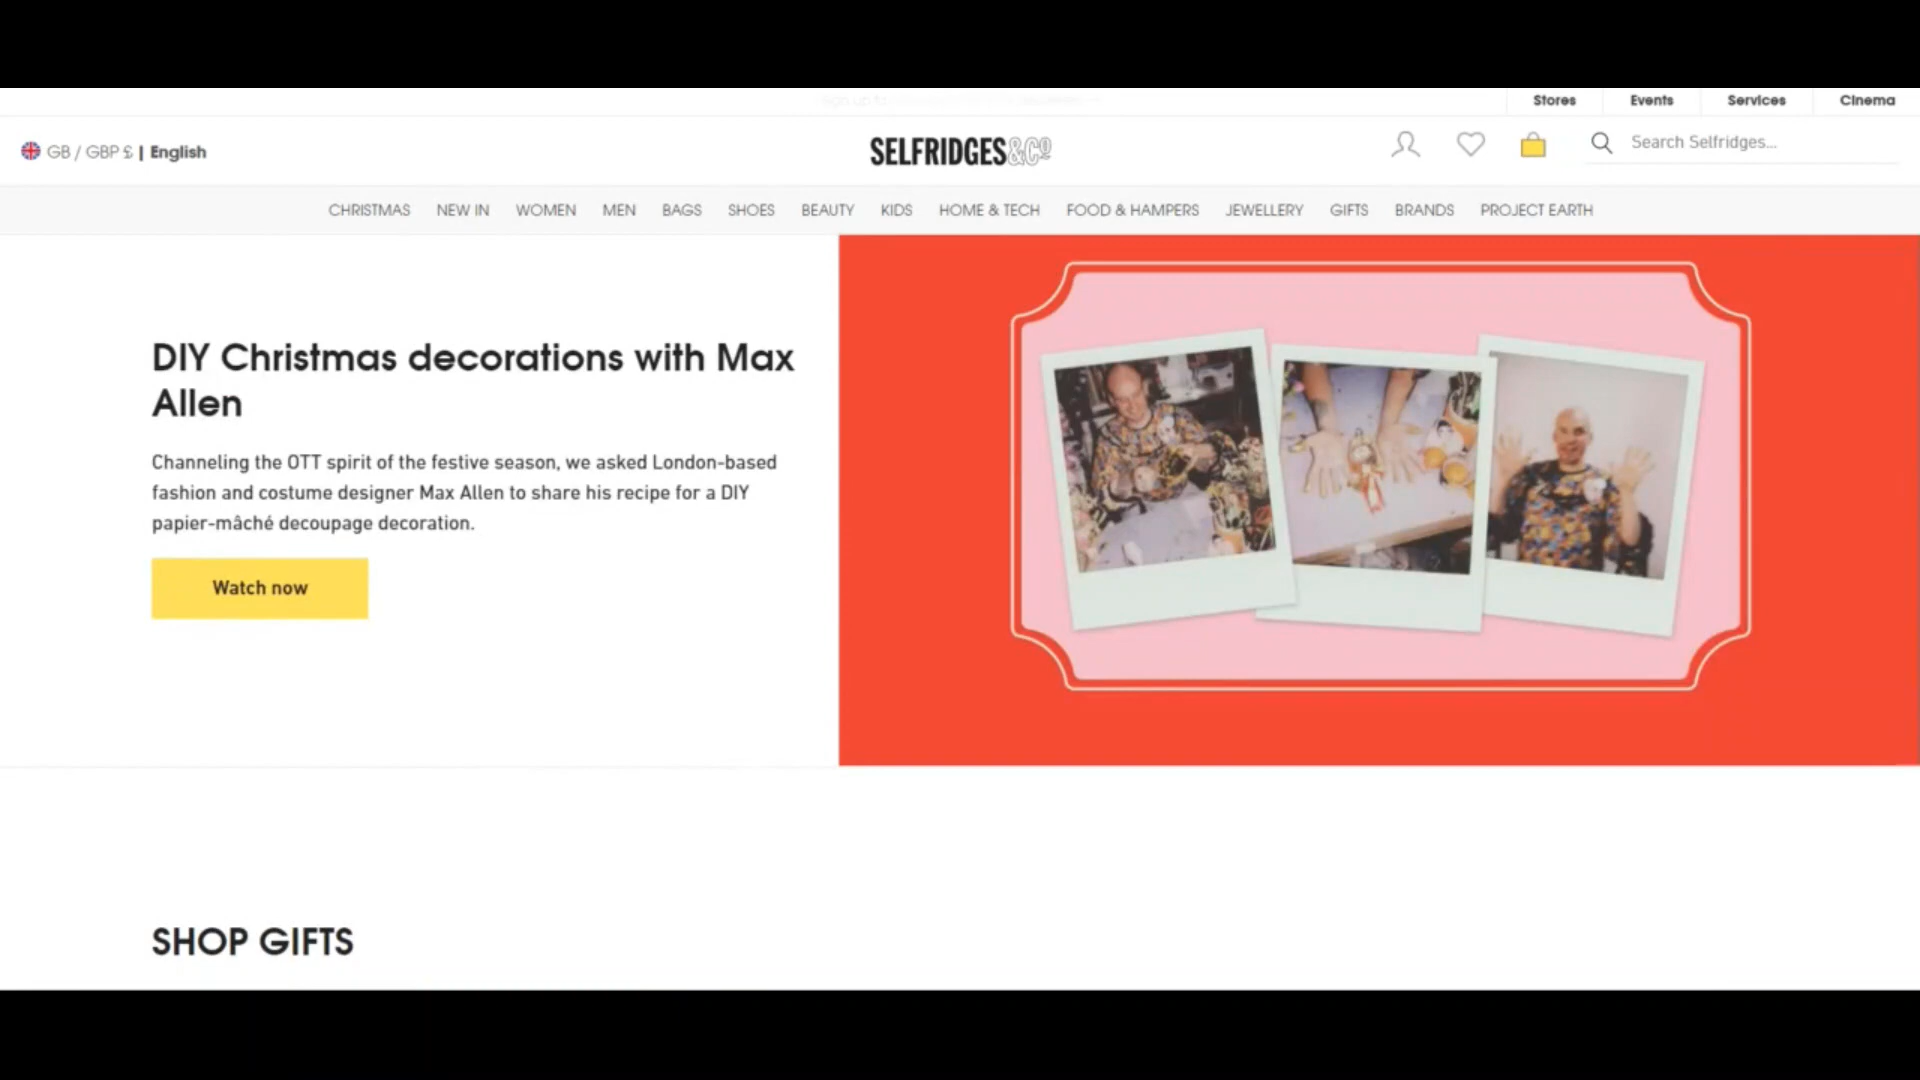 Stores Events Services Cinema
GB / GBP £ | English
SELFRIDGES&Cº
Search Selfridges...
CHRISTMAS NEW IN WOMEN MEN BAGS SHOES BEAUTY KIDS HOME & TECH FOOD & HAMPERS JEWELLERY GIFTS BRANDS PROJECT EARTH
DIY Christmas decorations with Max
Allen
Channeling the OTT spirit of the festive season, we asked London-based
fashion and costume designer Max Allen to share his recipe for a DIY
papier-mâché decoupage decoration.
Watch now
SHOP GIFTS